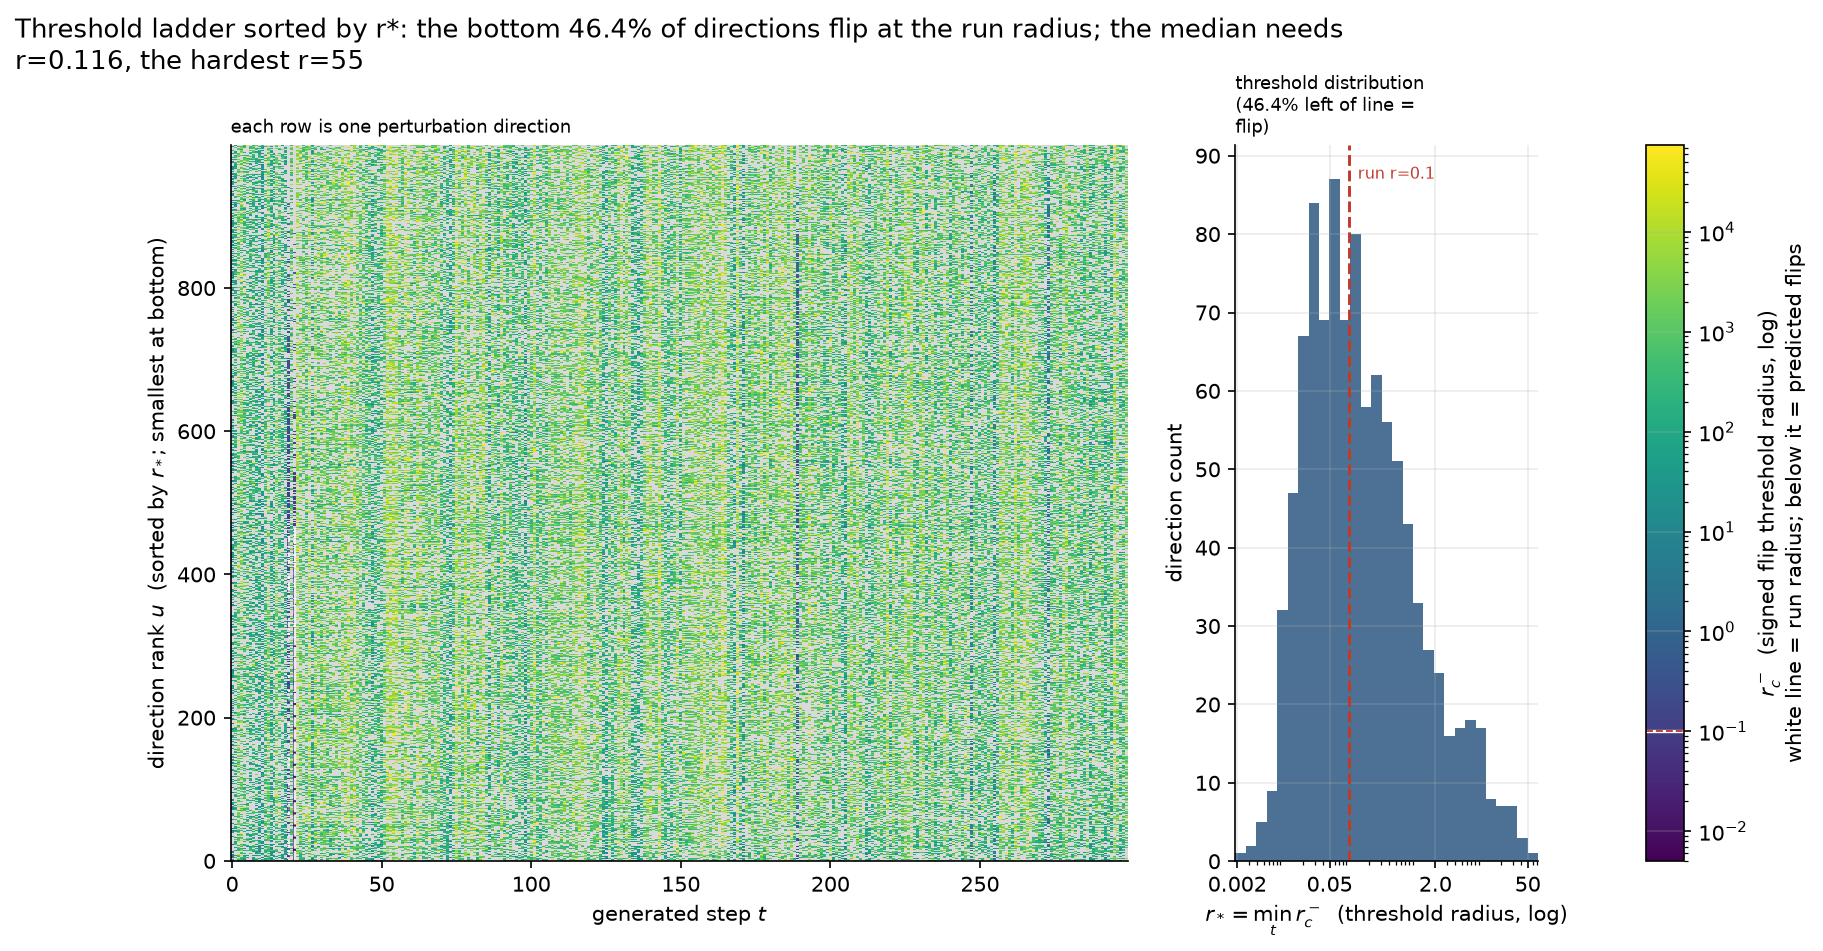 Threshold ladder sorted by r*: the bottom 46.4% of directions flip at the run radius; the median needs
r=0.116, the hardest r=55
each row is one perturbation direction
direction rank u (sorted by r*; smallest at bottom)
800
600
400
200
0
0 50 100 150 200 250
generated step t
threshold distribution
(46.4% left of line =
flip)
run r=0.1
direction count
90
80
70
60
50
40
30
20
10
0
0.002 0.05 2.0 50
r* = min_t r_c^- (threshold radius, log)
10^4
10^3
10^2
10^1
10^0
10^-1
10^-2
r_c^- (signed flip threshold radius, log)
white line = run radius; below it = predicted flips